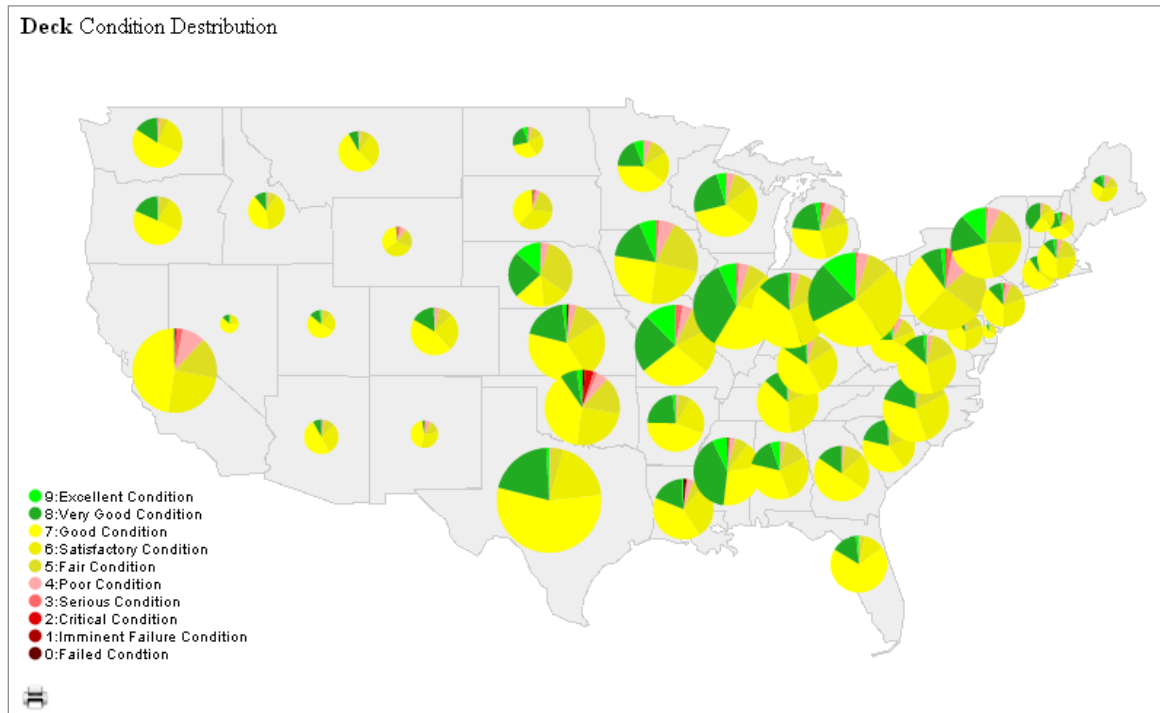 Deck Condition Destribution
9:Excellent Condition
8:Very Good Condition
7:Good Condition
6:Satisfactory Condition
5:Fair Condition
4:Poor Condition
3:Serious Condition
2:Critical Condition
1:Imminent Failure Condition
0:Failed Condtion